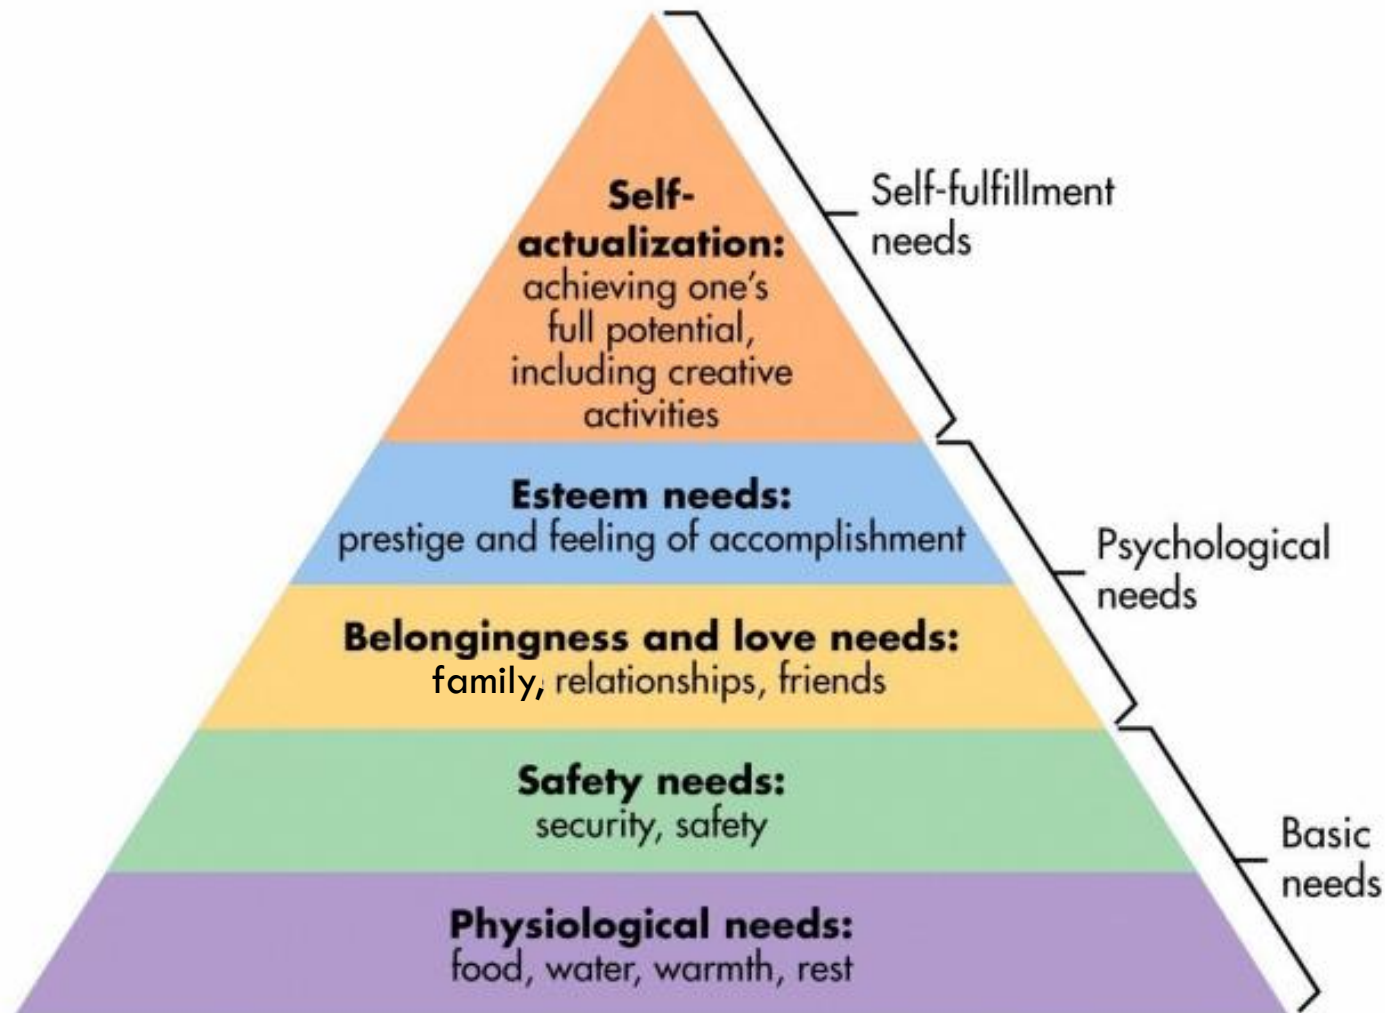 Self-
actualization:
achieving one's
full potential,
including creative
activities
Self-fulfillment
needs
Esteem needs:
prestige and feeling of accomplishment
Psychological
needs
Belongingness and love needs:
family, relationships, friends
Safety needs:
security, safety
Basic
needs
Physiological needs:
food, water, warmth, rest